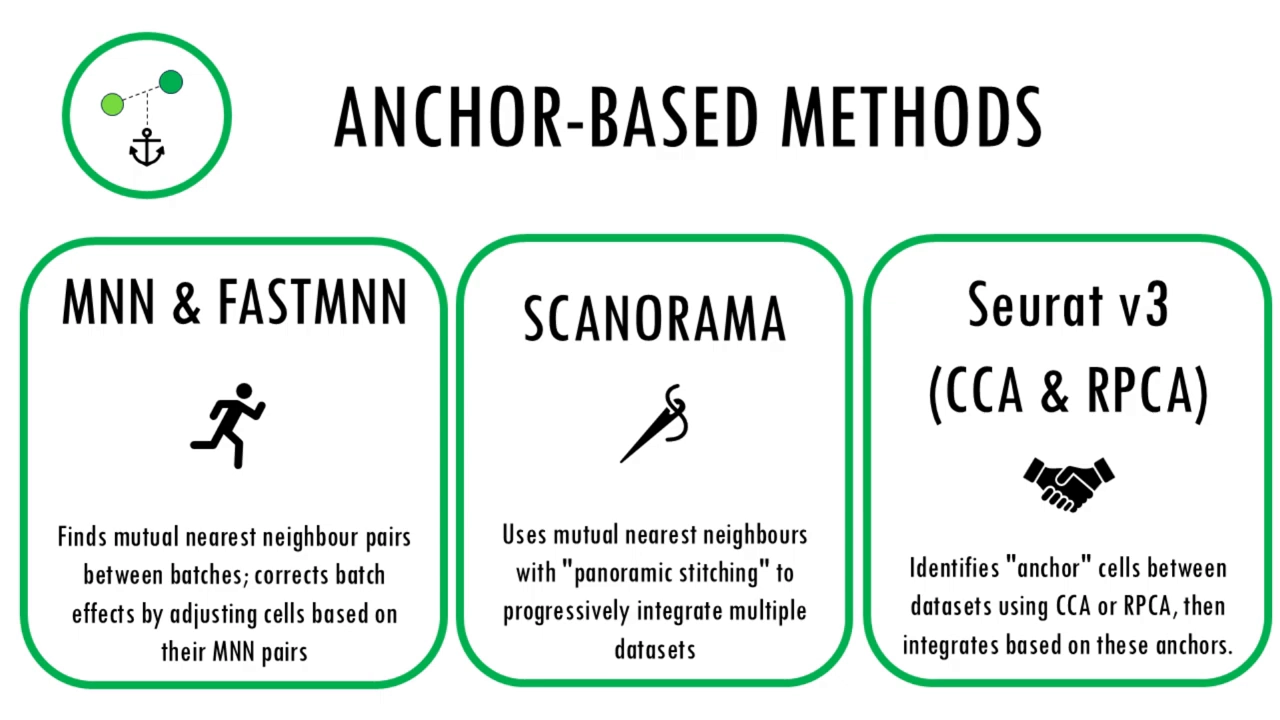 ANCHOR-BASED METHODS
MNN & FASTMNN
Finds mutual nearest neighbour pairs
between batches; corrects batch
effects by adjusting cells based on
their MNN pairs
SCANORAMA
Uses mutual nearest neighbours
with "panoramic stitching" to
progressively integrate multiple
datasets
Seurat v3
(CCA & RPCA)
Identifies "anchor" cells between
datasets using CCA or RPCA, then
integrates based on these anchors.